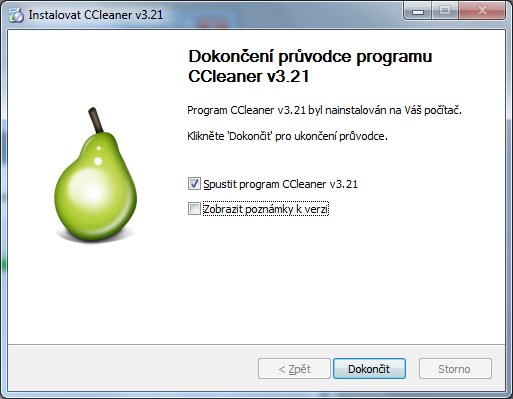 Instalovat CCleaner v3.21
Dokončení průvodce programu
CCleaner v3.21
Program CCleaner v3.21 byl nainstalován na Váš počítač.
Klikněte 'Dokončit' pro ukončení průvodce.
Spustit program CCleaner v3.21
Zobrazit poznámky k verzi
< Zpět
Dokončit
Storno